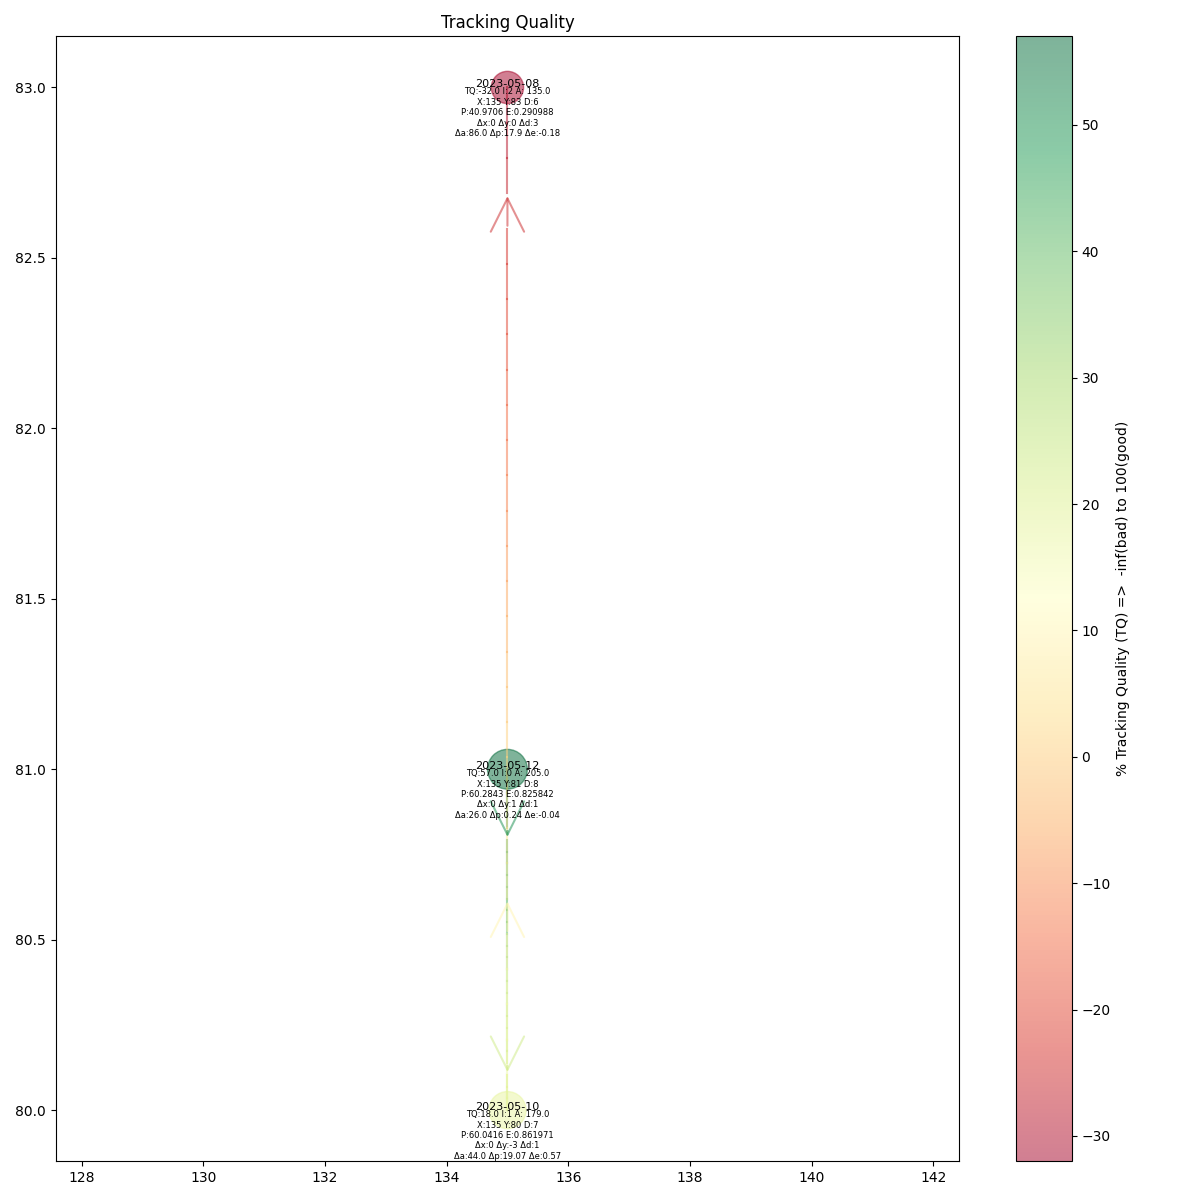 Tracking Quality
83.0
82.5
82.0
81.5
81.0
80.5
80.0
128
130
132
134
136
138
140
142
2023-05-08
TQ:-32.0 I:2 A: 135.0
X:135 Y:83 D:6
P:40.9706 E:0.290988
Δx:0 Δy:0 Δd:3
Δa:86.0 Δp:17.9 Δe:-0.18
2023-05-12
TQ:57.0 I:0 A: 205.0
X:135 Y:81 D:8
P:60.2843 E:0.825842
Δx:0 Δy:1 Δd:1
Δa:26.0 Δp:0.24 Δe:-0.04
2023-05-10
TQ:18.0 I:1 A: 179.0
X:135 Y:80 D:7
P:60.0416 E:0.861971
Δx:0 Δy:-3 Δd:1
Δa:44.0 Δp:19.07 Δe:0.57
50
40
30
20
10
0
−10
−20
−30
% Tracking Quality (TQ) => -inf(bad) to 100(good)